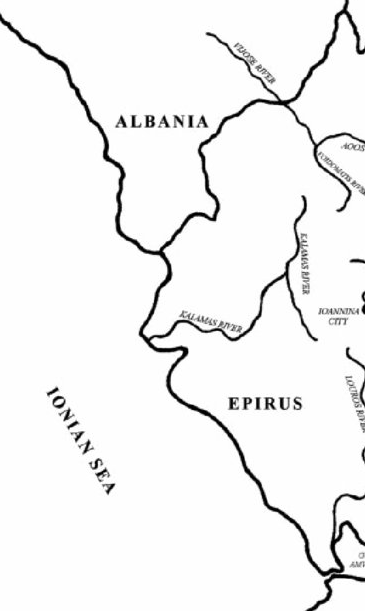 VIJOSE RIVER
ALBANIA
AOOS
VOIDOMATIS RIVER
KALAMAS RIVER
IOANNINA
CITY
KALAMAS RIVER
LOUROS RIVER
EPIRUS
IONIAN SEA